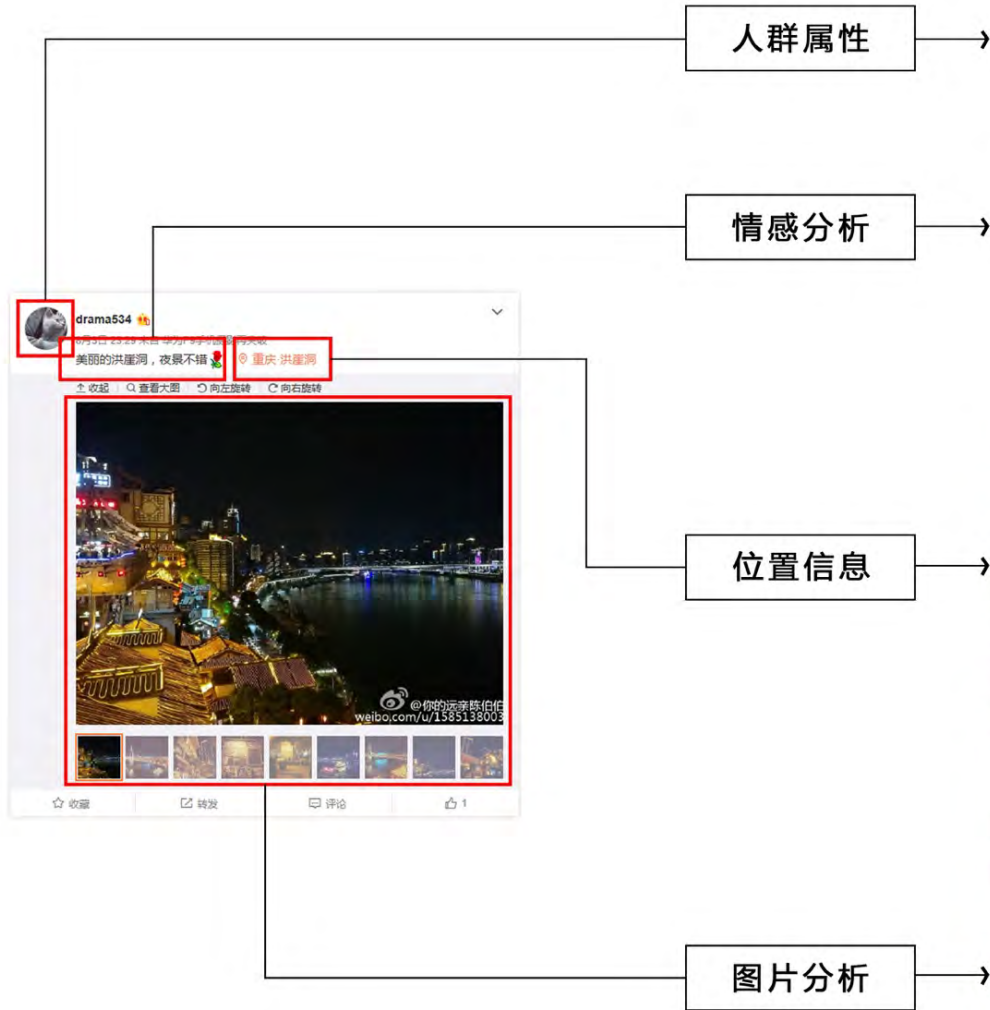 人群属性
情感分析
drama534
美丽的洪崖洞，夜景不错
重庆·洪崖洞
收起 查看大图 向左旋转 向右旋转
位置信息
@你的远亲陈伯伯
weibo.com/u/1585138003
收藏 转发 评论 1
图片分析